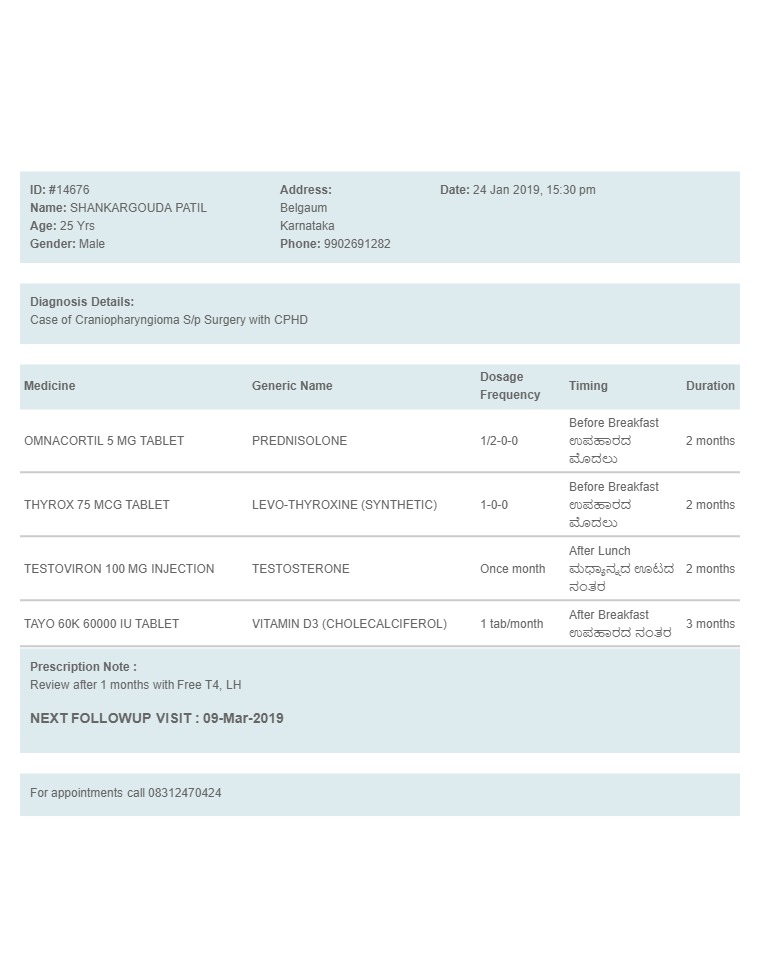 ID: #14676
Name: SHANKARGOUDA PATIL
Age: 25 Yrs
Gender: Male
Address:
Belgaum
Karnataka
Phone: 9902691282
Date: 24 Jan 2019, 15:30 pm
Diagnosis Details:
Case of Craniopharyngioma S/p Surgery with CPHD
Medicine Generic Name Dosage Frequency Timing Duration
OMNACORTIL 5 MG TABLET PREDNISOLONE 1/2-0-0 Before Breakfast 2 months
ಉಪಹಾರದ
ಮೊದಲು
THYROX 75 MCG TABLET LEVO-THYROXINE (SYNTHETIC) 1-0-0 Before Breakfast 2 months
ಉಪಹಾರದ
ಮೊದಲು
TESTOVIRON 100 MG INJECTION TESTOSTERONE Once month After Lunch 2 months
ಮಧ್ಯಾನ್ನದ ಊಟದ
ನಂತರ
TAYO 60K 60000 IU TABLET VITAMIN D3 (CHOLECALCIFEROL) 1 tab/month After Breakfast 3 months
ಉಪಹಾರದ ನಂತರ
Prescription Note :
Review after 1 months with Free T4, LH
NEXT FOLLOWUP VISIT : 09-Mar-2019
For appointments call 08312470424